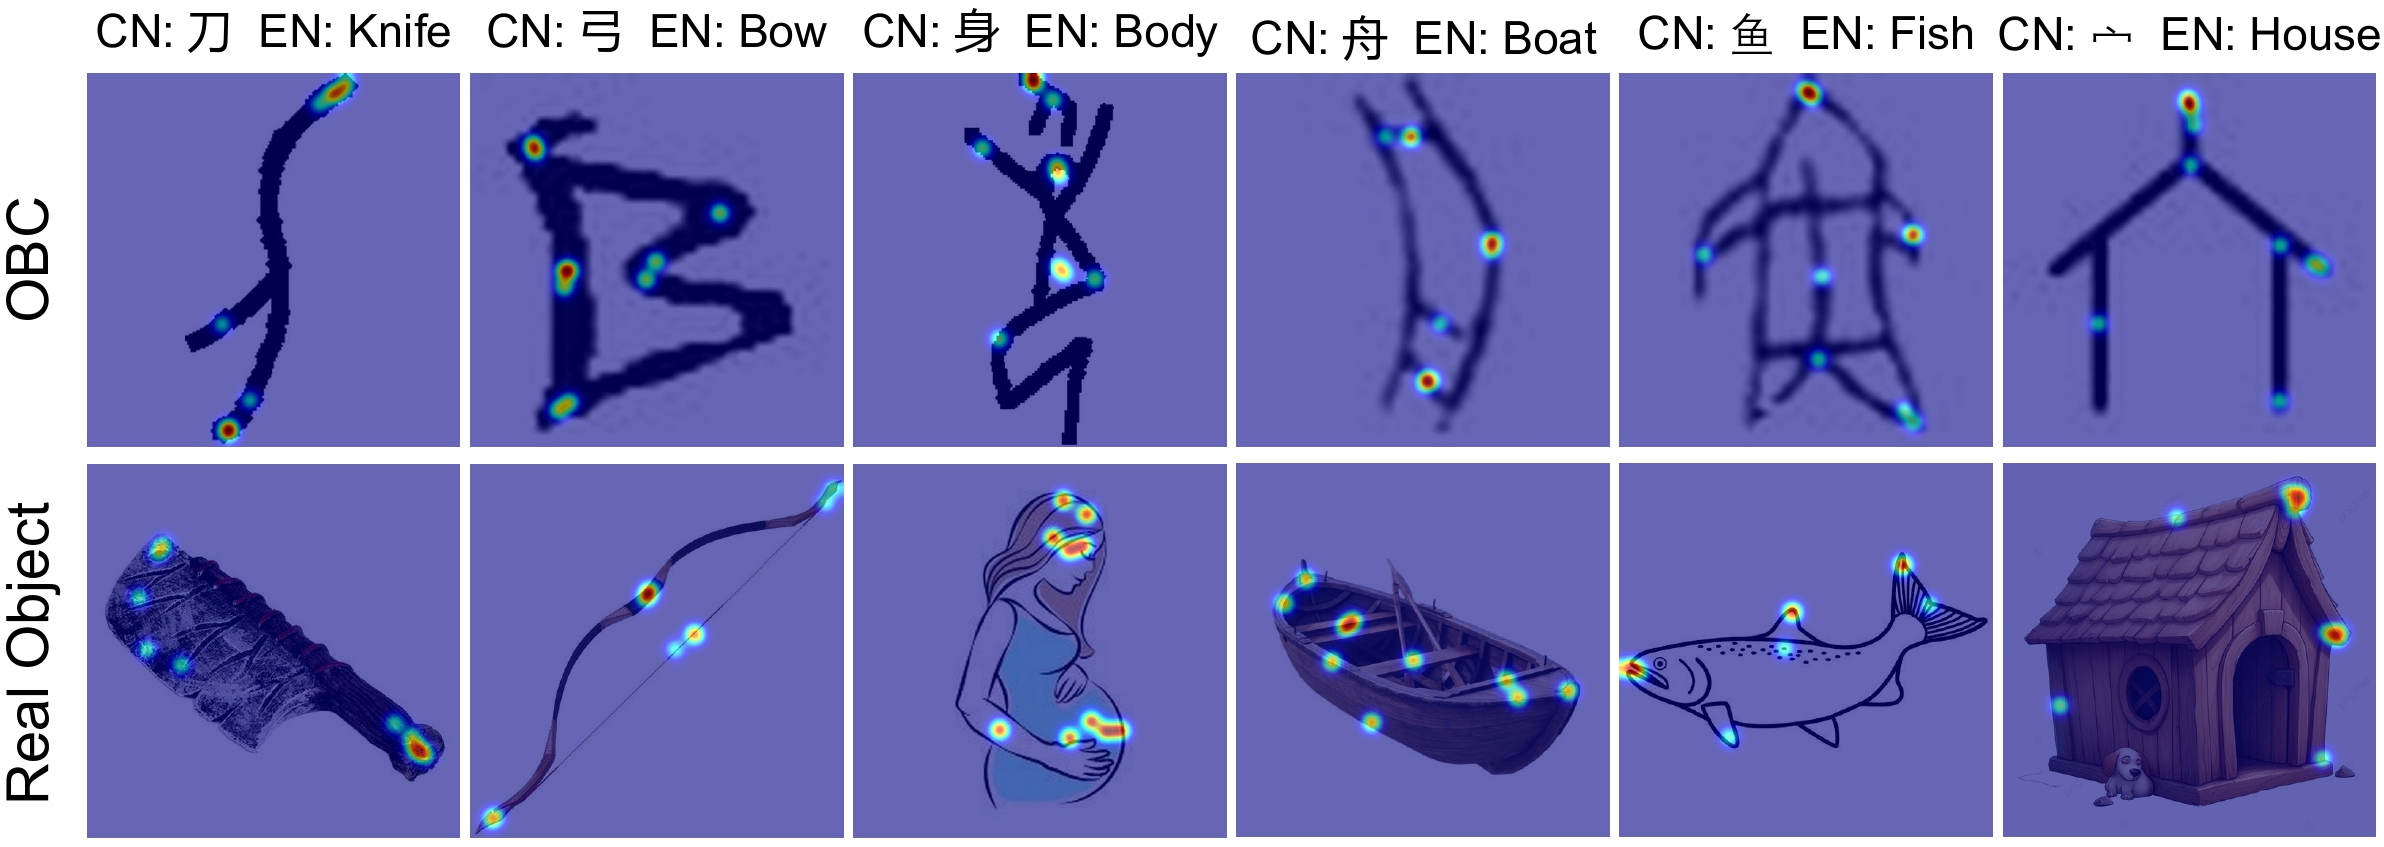 CN: 刀 EN: Knife
CN: 弓 EN: Bow
CN: 身 EN: Body
CN: 舟 EN: Boat
CN: 鱼 EN: Fish
CN: 宀 EN: House
OBC
Real Object